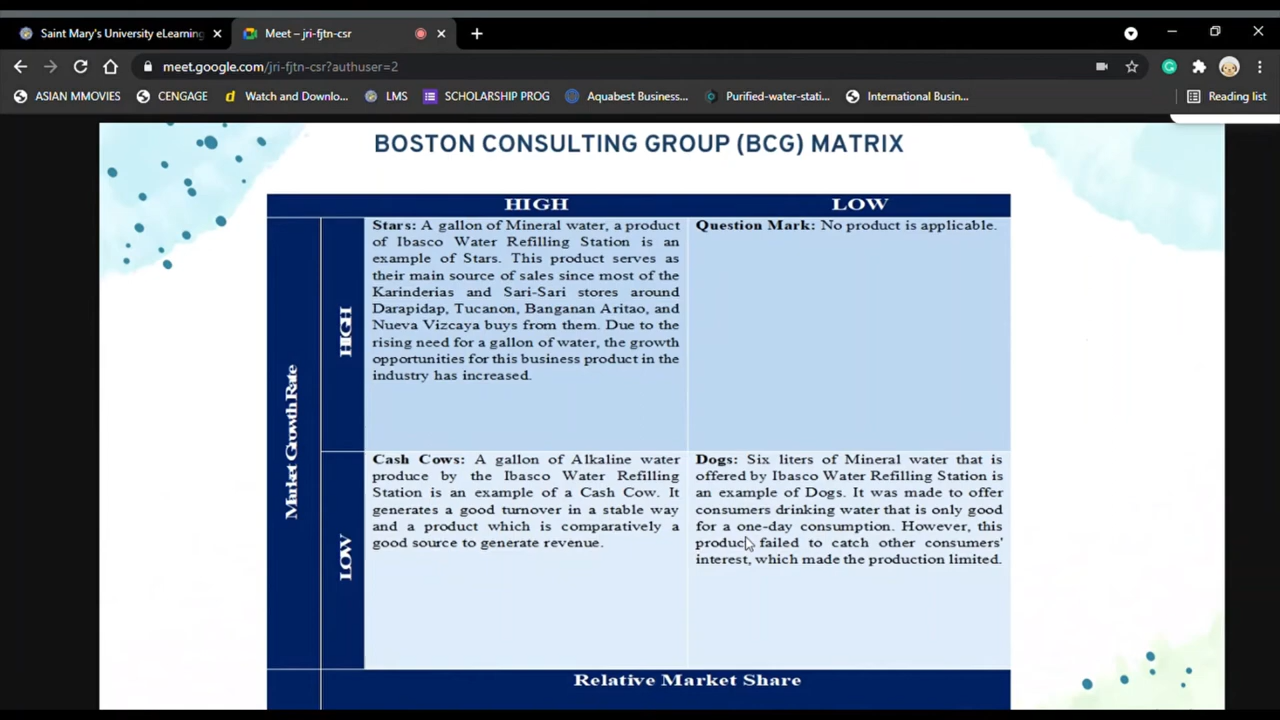 Saint Mary's University eLearning
Meet – jri-fjtn-csr
meet.google.com/jri-fjtn-csr?authuser=2
ASIAN MMOVIES
CENGAGE
Watch and Downlo...
LMS
SCHOLARSHIP PROG
Aquabest Business...
Purified-water-stati...
International Busin...
Reading list
BOSTON CONSULTING GROUP (BCG) MATRIX
HIGH
LOW
Market Growth Rate
HIGH
Stars: A gallon of Mineral water, a product
of Ibasco Water Refilling Station is an
example of Stars. This product serves as
their main source of sales since most of the
Karinderias and Sari-Sari stores around
Darapidap, Tucanon, Banganan Aritao, and
Nueva Vizcaya buys from them. Due to the
rising need for a gallon of water, the growth
opportunities for this business product in the
industry has increased.
Question Mark: No product is applicable.
LOW
Cash Cows: A gallon of Alkaline water
produce by the Ibasco Water Refilling
Station is an example of a Cash Cow. It
generates a good turnover in a stable way
and a product which is comparatively a
good source to generate revenue.
Dogs: Six liters of Mineral water that is
offered by Ibasco Water Refilling Station is
an example of Dogs. It was made to offer
consumers drinking water that is only good
for a one-day consumption. However, this
product failed to catch other consumers'
interest, which made the production limited.
Relative Market Share